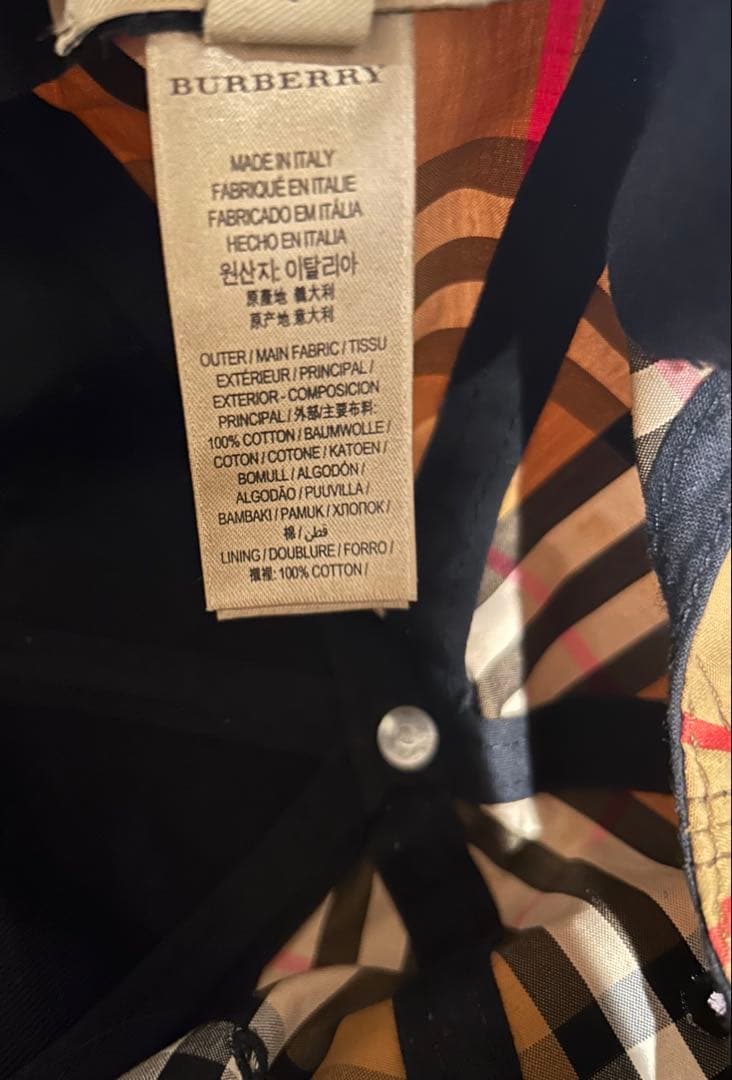 BURBERRY
MADE IN ITALY
FABRIQUÉ EN ITALIE
FABRICADO EM ITÁLIA
HECHO EN ITALIA
원산지: 이탈리아
原產地 義大利
原产地 意大利
OUTER / MAIN FABRIC / TISSU
EXTÉRIEUR / PRINCIPAL /
EXTERIOR - COMPOSICION
PRINCIPAL / 外部/主要布料:
100% COTTON / BAUMWOLLE /
COTON / COTONE / KATOEN /
BOMULL / ALGODÓN /
ALGODÃO / PUUVILLA /
BAMBAKI / PAMUK / ХЛОПОК /
棉 / قطن /
LINING / DOUBLURE / FORRO /
襯裡: 100% COTTON /